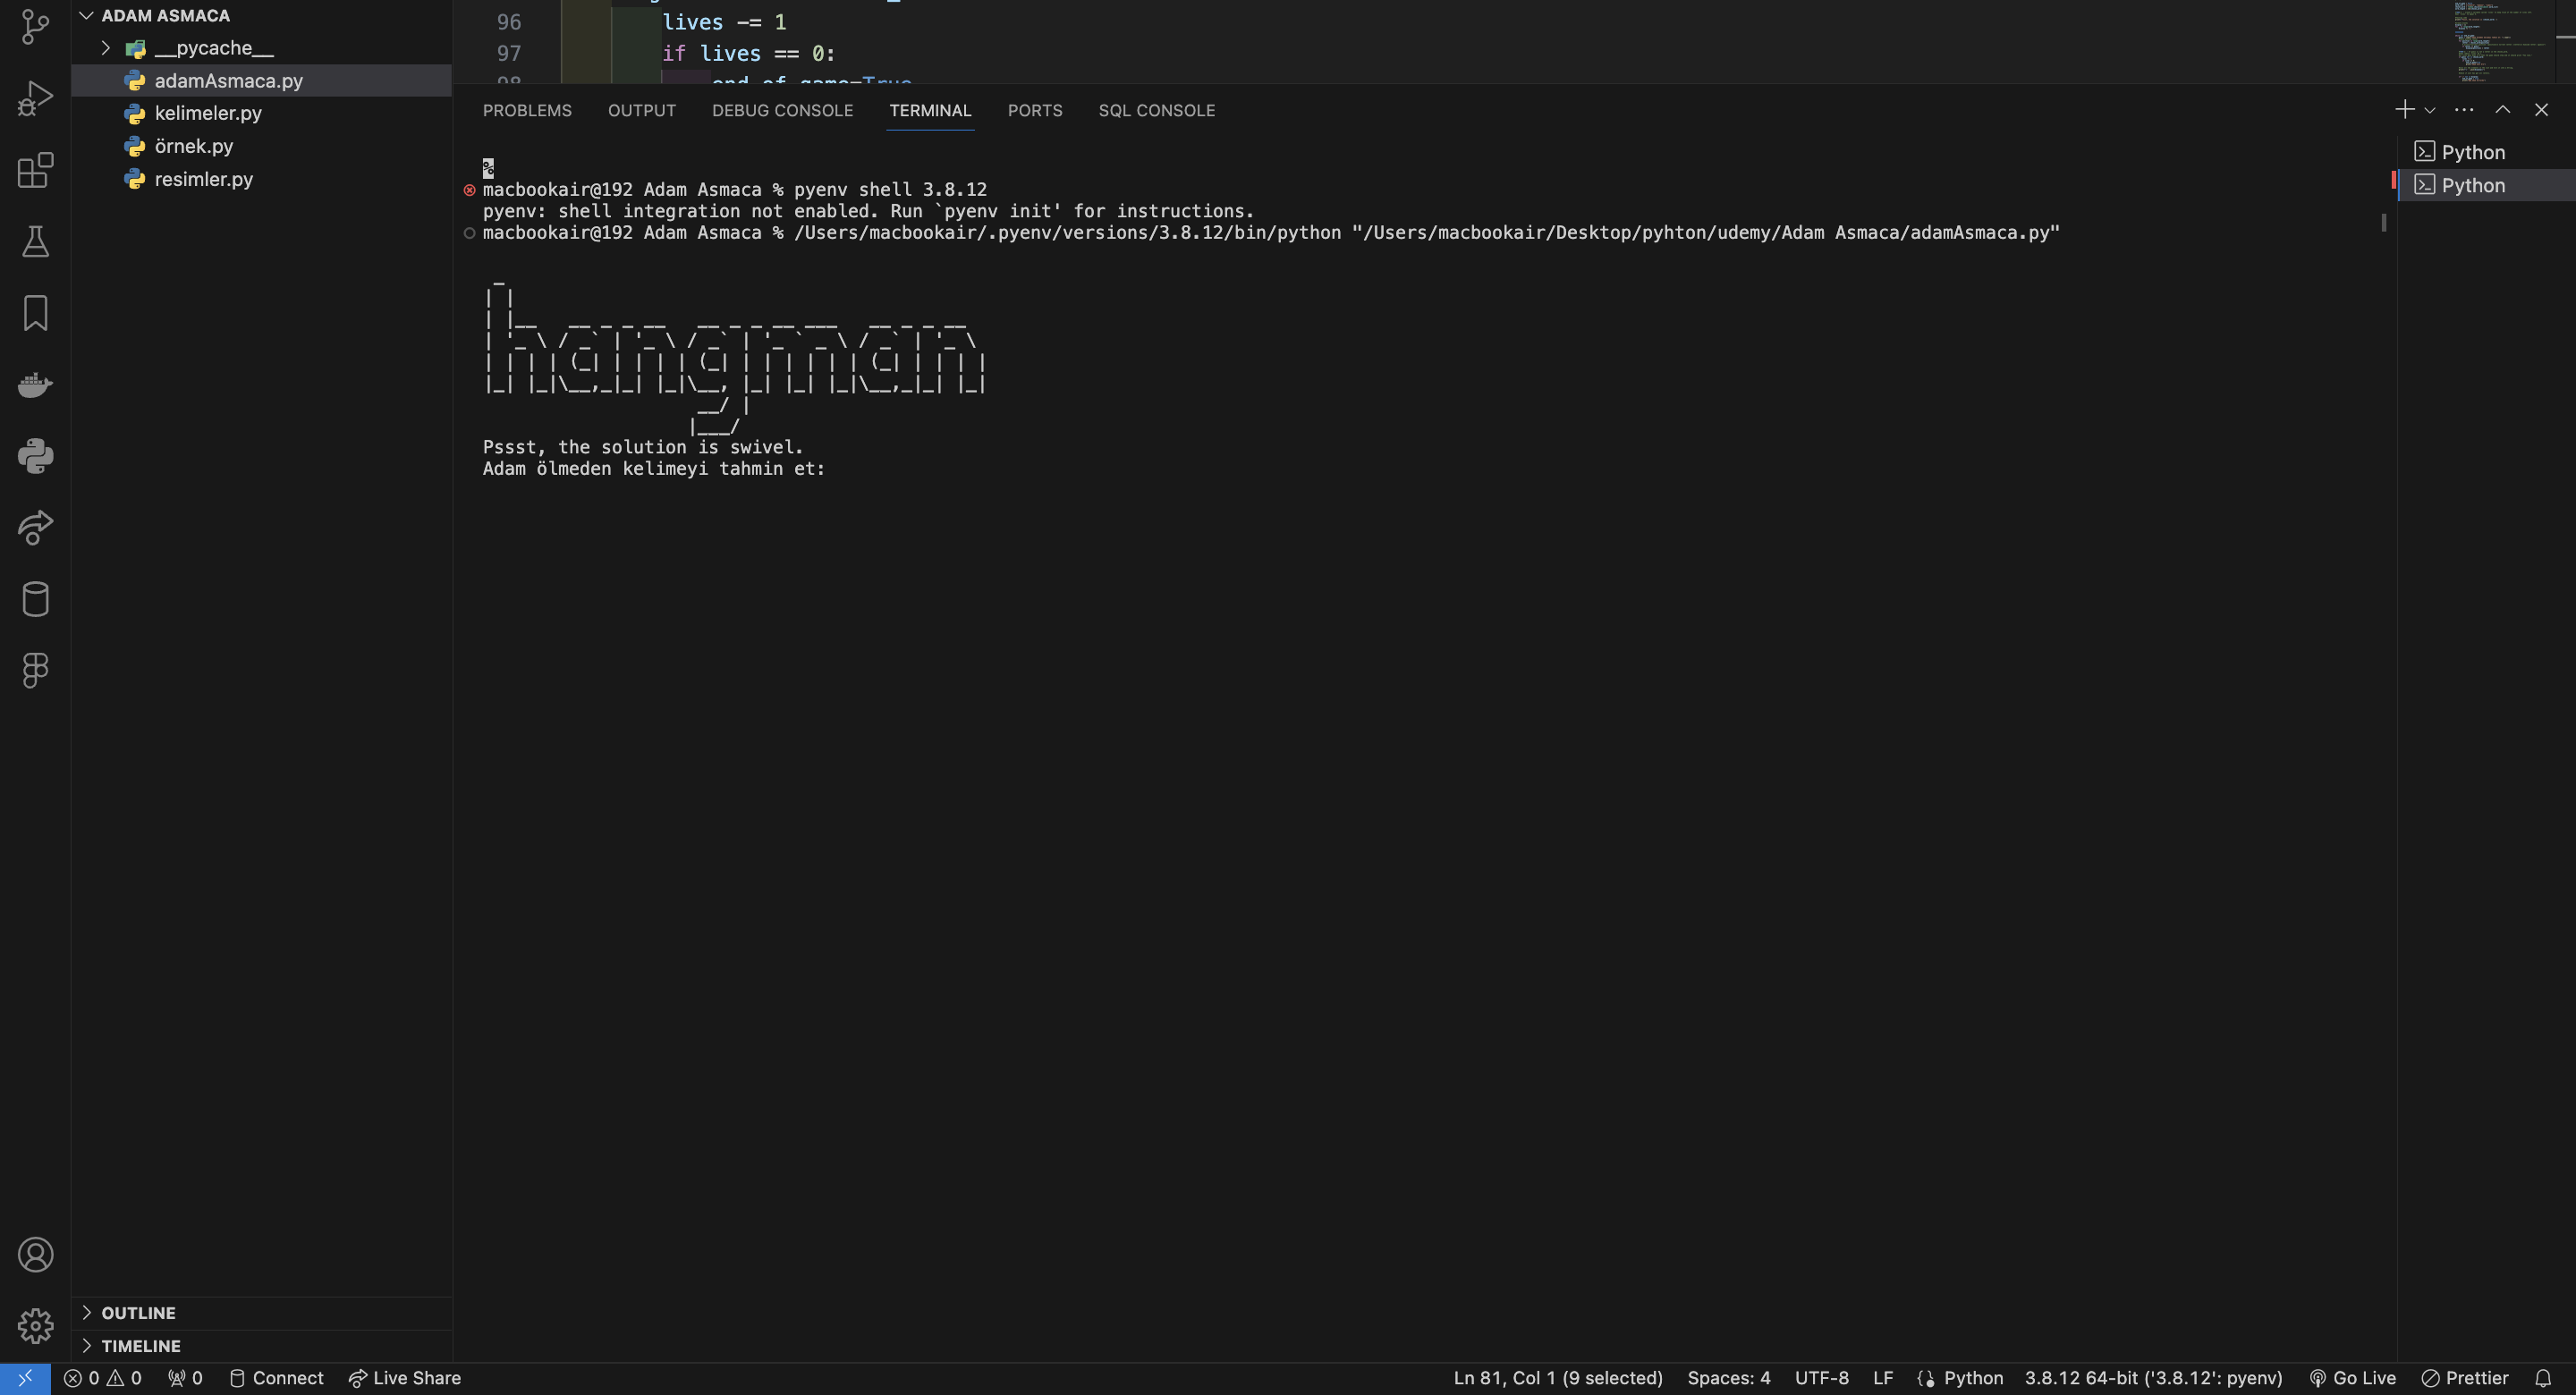 ADAM ASMACA
__pycache__
adamAsmaca.py
kelimeler.py
örnek.py
resimler.py
OUTLINE
TIMELINE
96 lives -= 1
97 if lives == 0:
98 end_of_game=True
PROBLEMS OUTPUT DEBUG CONSOLE TERMINAL PORTS SQL CONSOLE
%
macbookair@192 Adam Asmaca % pyenv shell 3.8.12
pyenv: shell integration not enabled. Run `pyenv init' for instructions.
macbookair@192 Adam Asmaca % /Users/macbookair/.pyenv/versions/3.8.12/bin/python "/Users/macbookair/Desktop/pyhton/udemy/Adam Asmaca/adamAsmaca.py"
hangman
Pssst, the solution is swivel.
Adam ölmeden kelimeyi tahmin et:
Python
Python
0 0 0 Connect Live Share Ln 81, Col 1 (9 selected) Spaces: 4 UTF-8 LF Python 3.8.12 64-bit ('3.8.12': pyenv) Go Live Prettier